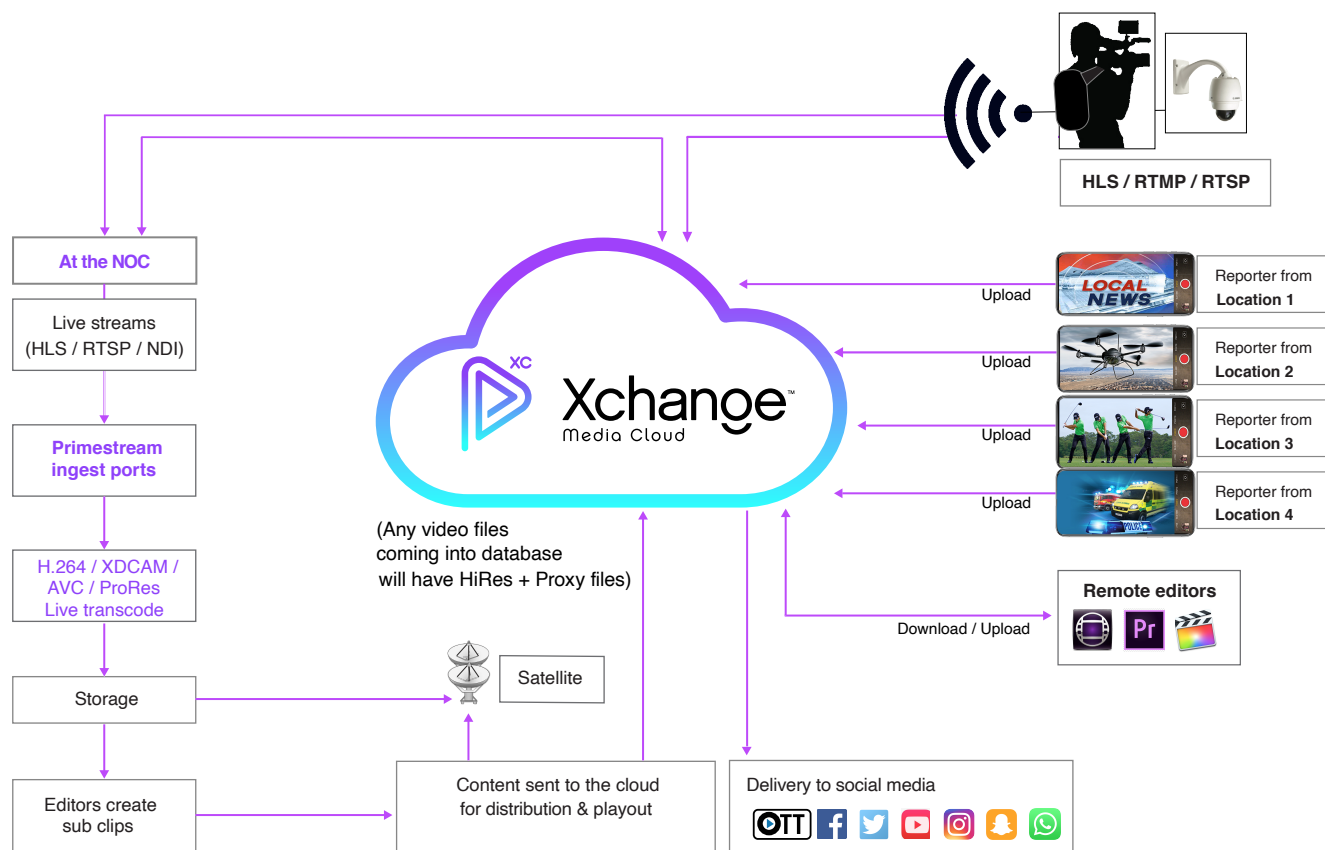 HLS / RTMP / RTSP
At the NOC
Live streams
(HLS / RTSP / NDI)
Primestream
ingest ports
H.264 / XDCAM /
AVC / ProRes
Live transcode
Storage
Editors create
sub clips
XC
Xchange™
Media Cloud
(Any video files
coming into database
will have HiRes + Proxy files)
Upload
LOCAL
NEWS
Reporter from
Location 1
Upload
Reporter from
Location 2
Upload
Reporter from
Location 3
Upload
POLICE
Reporter from
Location 4
Download / Upload
Remote editors
Pr
Satellite
Content sent to the cloud
for distribution & playout
Delivery to social media
OTT